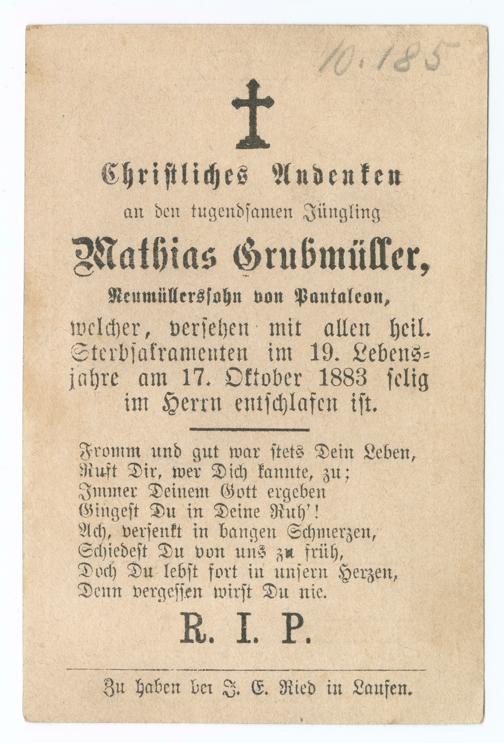 10.185
Christliches Andenken
an den tugendsamen Jüngling
Mathias Grubmüller,
Neumüllerssohn von Pantaleon,
welcher, versehen mit allen heil.
Sterbsakramenten im 19. Lebens=
jahre am 17. Oktober 1883 selig
im Herrn entschlafen ist.
Fromm und gut war stets Dein Leben,
Ruft Dir, wer Dich kannte, zu;
Immer Deinem Gott ergeben
Gingest Du in Deine Ruh'!
Ach, versenkt in bangen Schmerzen,
Schiedest Du von uns zu früh,
Doch Du lebst fort in unsern Herzen,
Denn vergessen wirst Du nie.
R. I. P.
Zu haben bei J. E. Ried in Laufen.